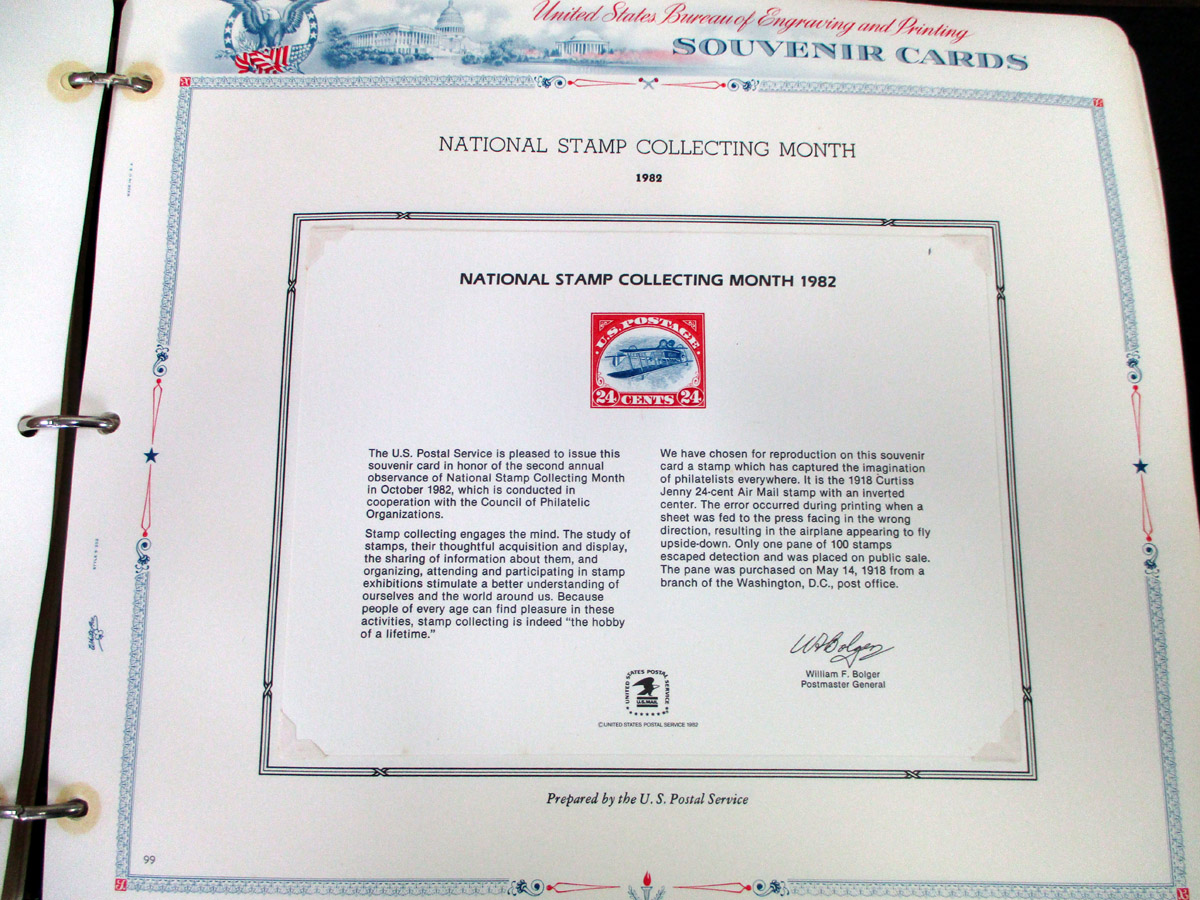 United States Bureau of Engraving and Printing
SOUVENIR CARDS
NATIONAL STAMP COLLECTING MONTH
1982
NATIONAL STAMP COLLECTING MONTH 1982
U.S. POSTAGE
24 CENTS 24
The U.S. Postal Service is pleased to issue this
souvenir card in honor of the second annual
observance of National Stamp Collecting Month
in October 1982, which is conducted in
cooperation with the Council of Philatelic
Organizations.
Stamp collecting engages the mind. The study of
stamps, their thoughtful acquisition and display,
the sharing of information about them, and
organizing, attending and participating in stamp
exhibitions stimulate a better understanding of
ourselves and the world around us. Because
people of every age can find pleasure in these
activities, stamp collecting is indeed “the hobby
of a lifetime.”
We have chosen for reproduction on this souvenir
card a stamp which has captured the imagination
of philatelists everywhere. It is the 1918 Curtiss
Jenny 24-cent Air Mail stamp with an inverted
center. The error occurred during printing when a
sheet was fed to the press facing in the wrong
direction, resulting in the airplane appearing to fly
upside-down. Only one pane of 100 stamps
escaped detection and was placed on public sale.
The pane was purchased on May 14, 1918 from a
branch of the Washington, D.C., post office.
William F. Bolger
Postmaster General
UNITED STATES POSTAL SERVICE
U.S. MAIL
©UNITED STATES POSTAL SERVICE 1982
Prepared by the U. S. Postal Service
99